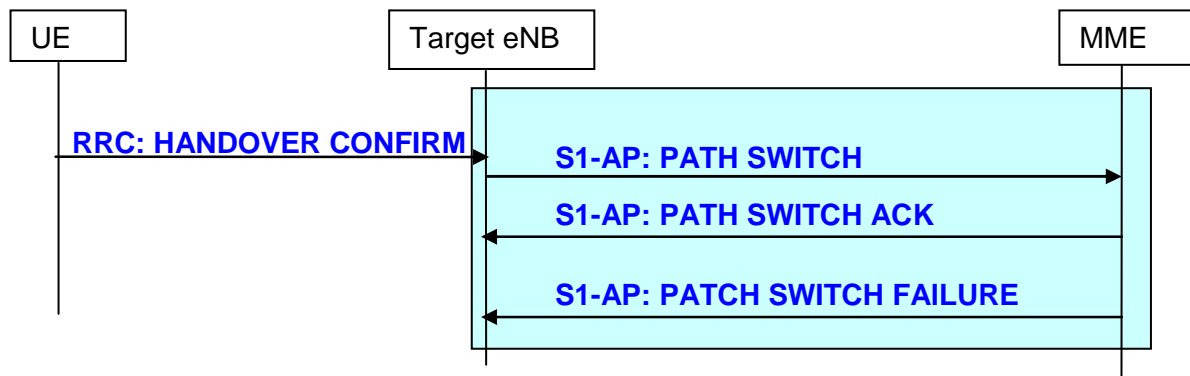 UE
Target eNB
MME
RRC: HANDOVER CONFIRM
S1-AP: PATH SWITCH
S1-AP: PATH SWITCH ACK
S1-AP: PATCH SWITCH FAILURE